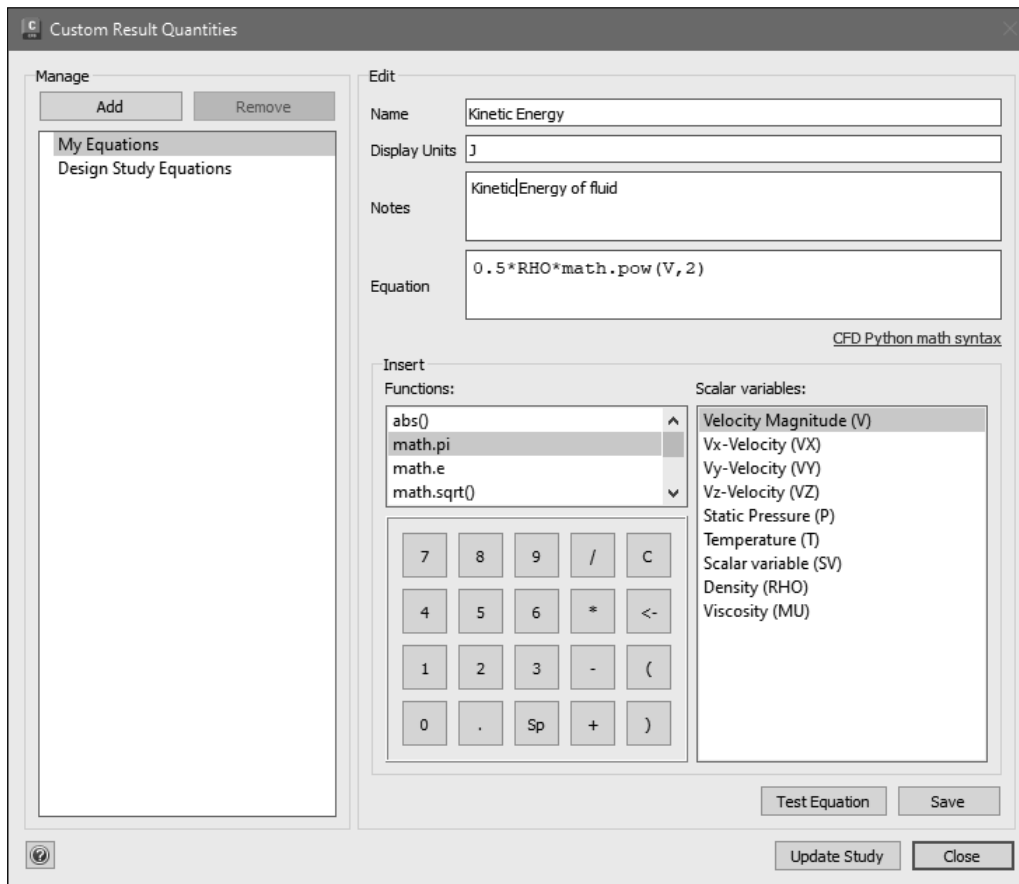 Custom Result Quantities
Manage
Add
Remove
My Equations
Design Study Equations
Edit
Name
Kinetic Energy
Display Units
J
Notes
Kinetic Energy of fluid
Equation
0.5*RHO*math.pow(V,2)
CFD Python math syntax
Insert
Functions:
abs()
math.pi
math.e
math.sqrt()
7 8 9 / C
4 5 6 * <-
1 2 3 - (
0 . Sp + )
Scalar variables:
Velocity Magnitude (V)
Vx-Velocity (VX)
Vy-Velocity (VY)
Vz-Velocity (VZ)
Static Pressure (P)
Temperature (T)
Scalar variable (SV)
Density (RHO)
Viscosity (MU)
Test Equation
Save
Update Study
Close